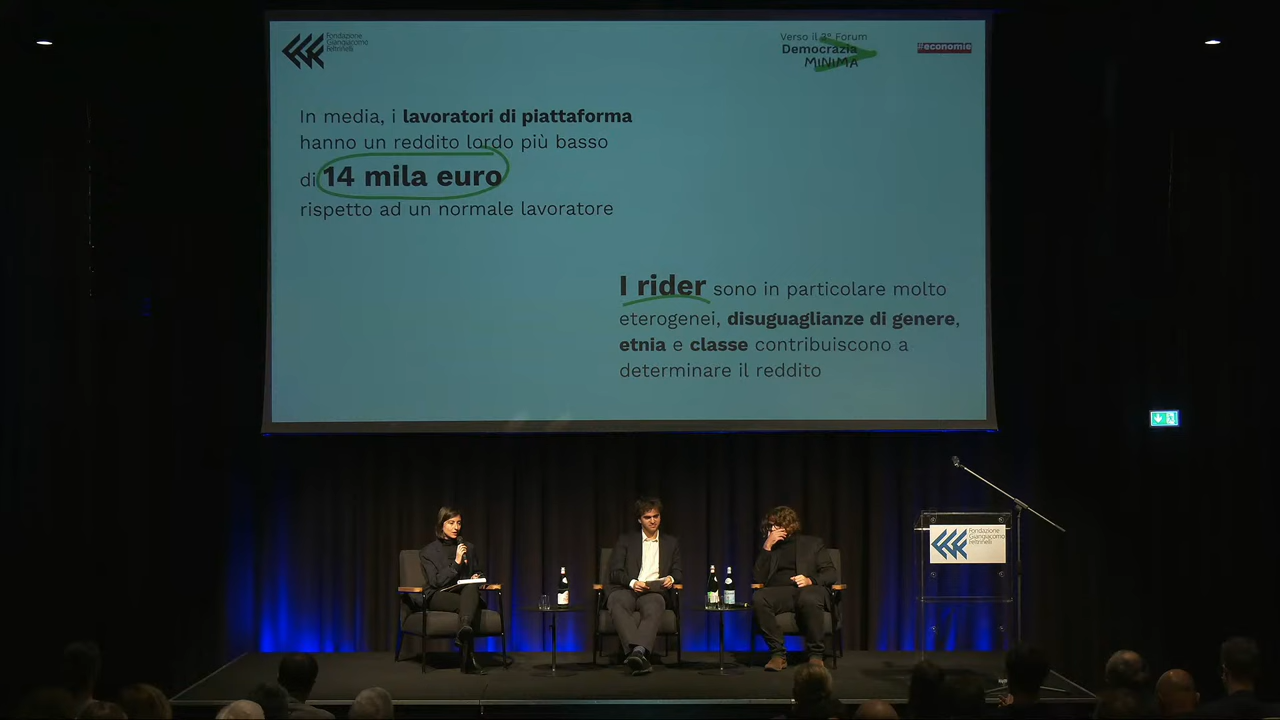 Fondazione
Giangiacomo
Feltrinelli
Verso il 3° Forum
Democrazia
MINIMA
#economie
In media, i lavoratori di piattaforma
hanno un reddito lordo più basso
di 14 mila euro
rispetto ad un normale lavoratore
I rider sono in particolare molto
eterogenei, disuguaglianze di genere,
etnia e classe contribuiscono a
determinare il reddito
Fondazione
Giangiacomo
Feltrinelli